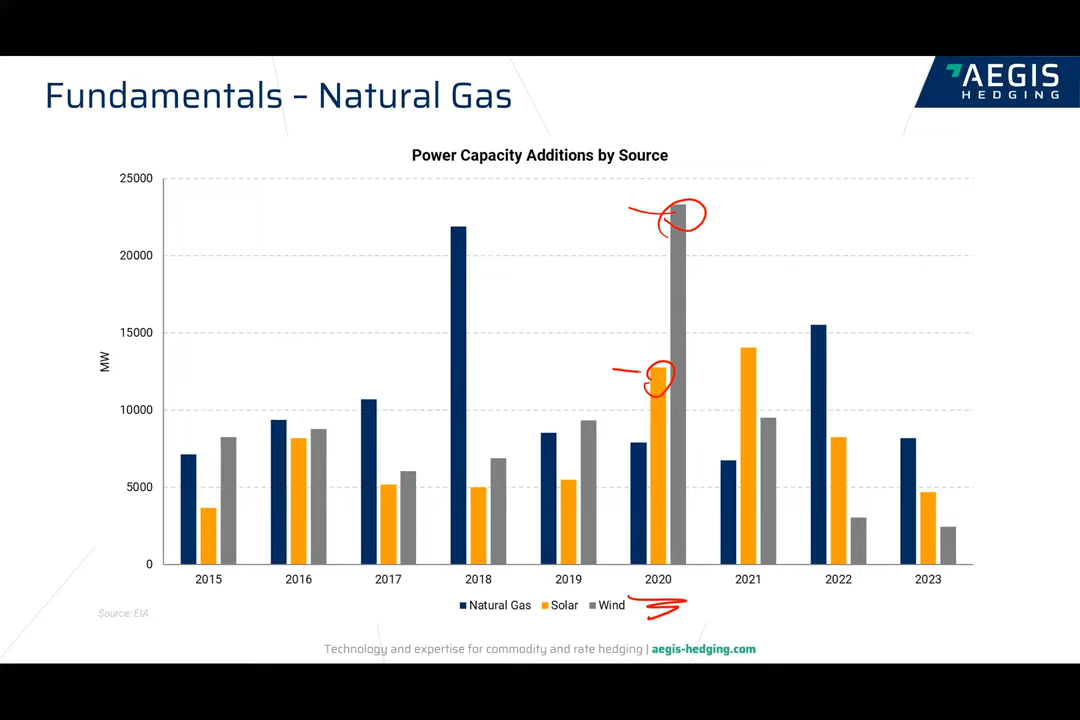 Fundamentals – Natural Gas
AEGIS
HEDGING
Power Capacity Additions by Source
25000
20000
15000
10000
5000
0
MW
2015 2016 2017 2018 2019 2020 2021 2022 2023
Natural Gas Solar Wind
Source: EIA
Technology and expertise for commodity and rate hedging | aegis-hedging.com